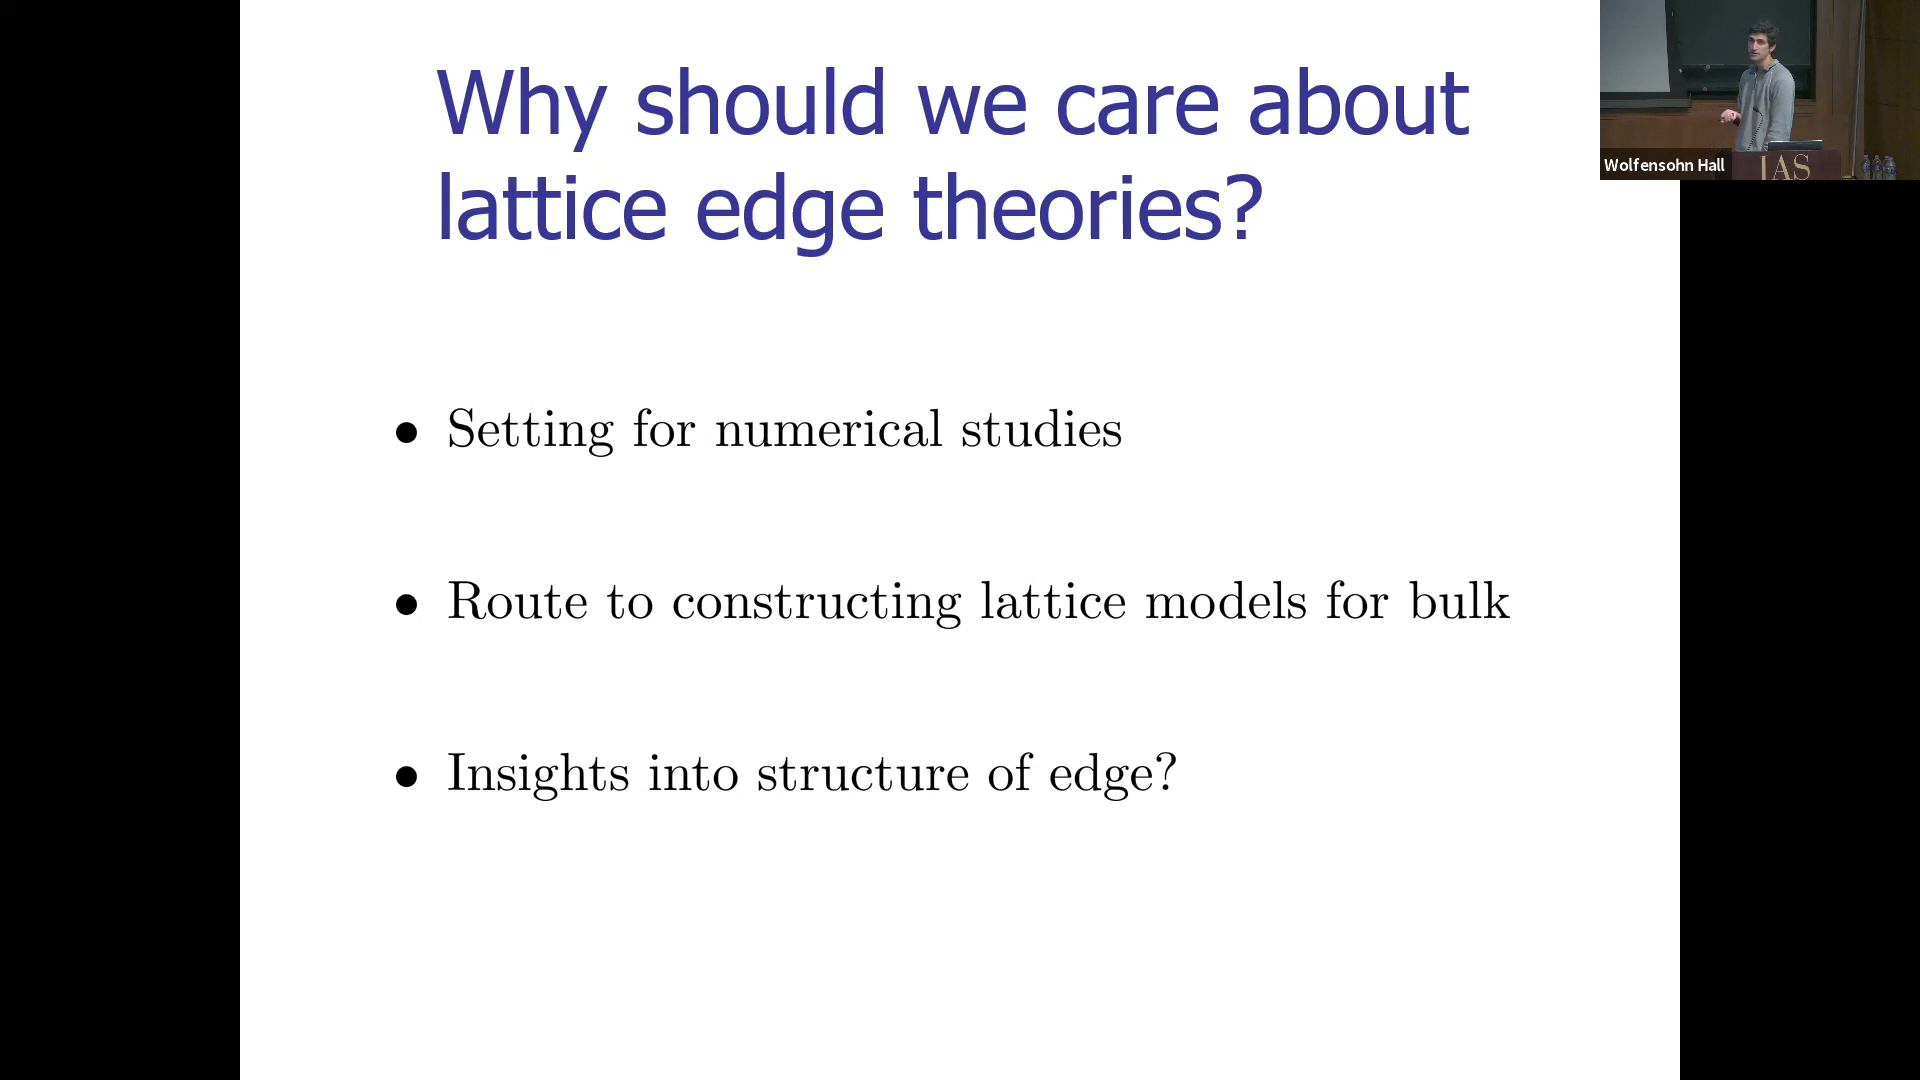 Why should we care about
lattice edge theories?
• Setting for numerical studies
• Route to constructing lattice models for bulk
• Insights into structure of edge?
Wolfensohn Hall
IAS